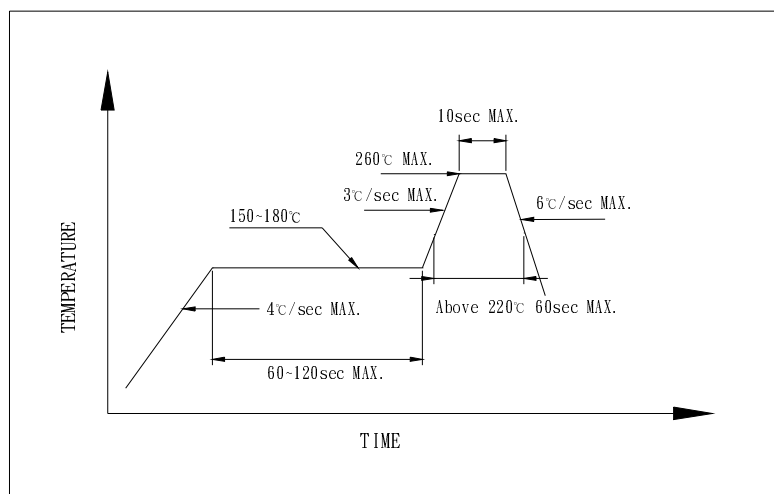 10sec MAX.
260℃ MAX.
3℃/sec MAX.
6℃/sec MAX.
150~180℃
TEMPERATURE
4℃/sec MAX.
Above 220℃ 60sec MAX.
60~120sec MAX.
TIME